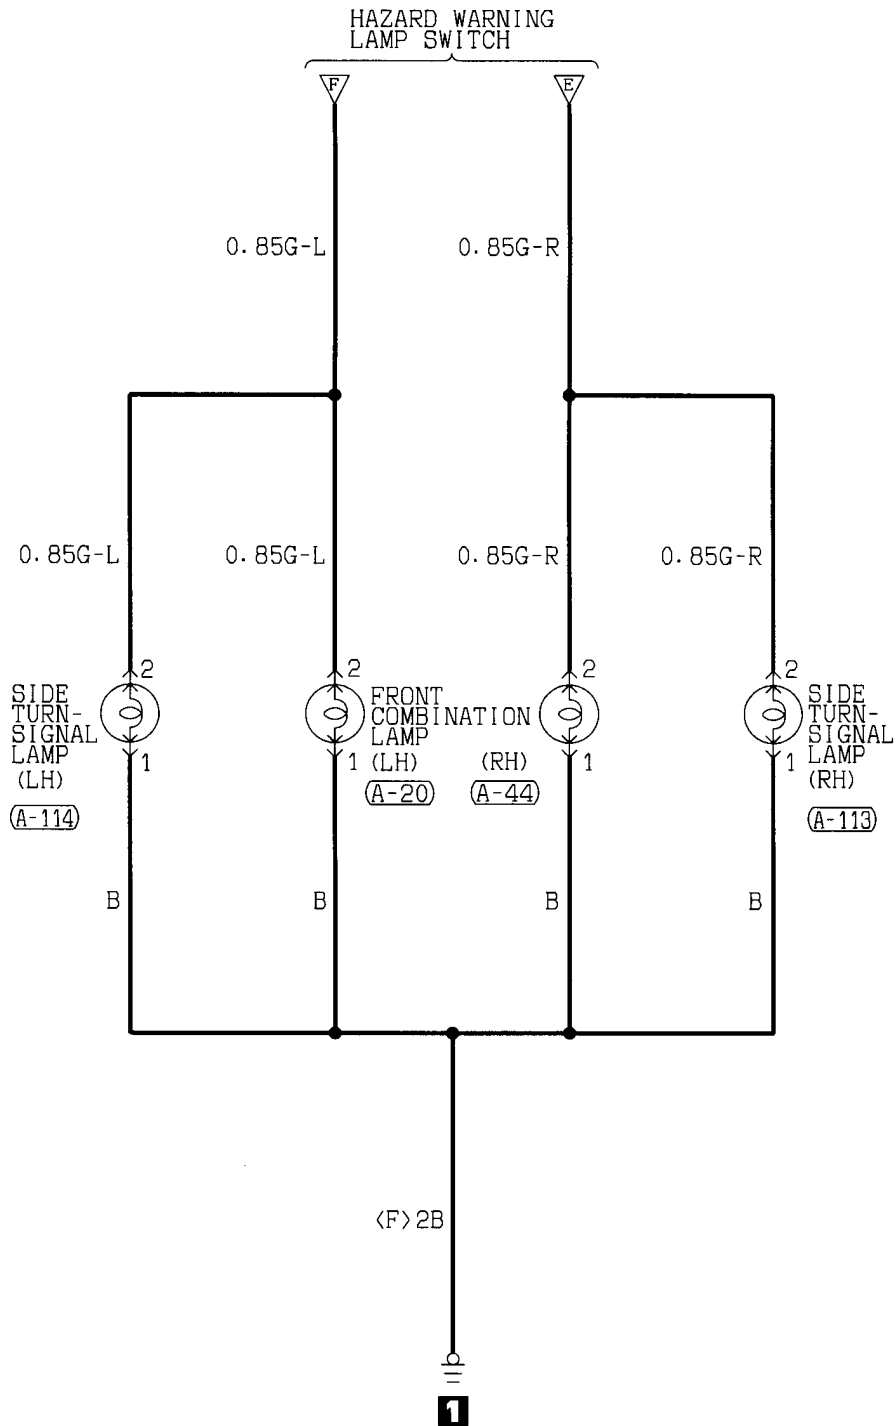 HAZARD WARNING
LAMP SWITCH
F
E
0.85G-L
0.85G-R
0.85G-L
0.85G-L
0.85G-R
0.85G-R
2
2
2
2
SIDE
TURN-
SIGNAL
LAMP
(LH)
1
A-114
FRONT
COMBINATION
LAMP
(LH)
(RH)
1
1
A-20
A-44
SIDE
TURN-
SIGNAL
LAMP
(RH)
1
A-113
B
B
B
B
<F>2B
1